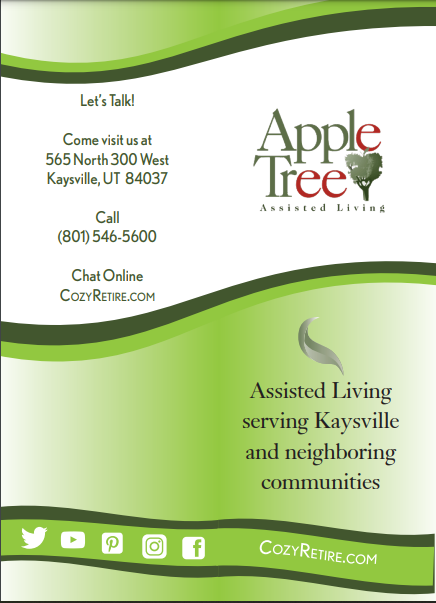 Let's Talk!
Come visit us at
565 North 300 West
Kaysville, UT 84037
Call
(801) 546-5600
Chat Online
CozyRetire.com
Apple
Tree
Assisted Living
Assisted Living
serving Kaysville
and neighboring
communities
CozyRetire.com